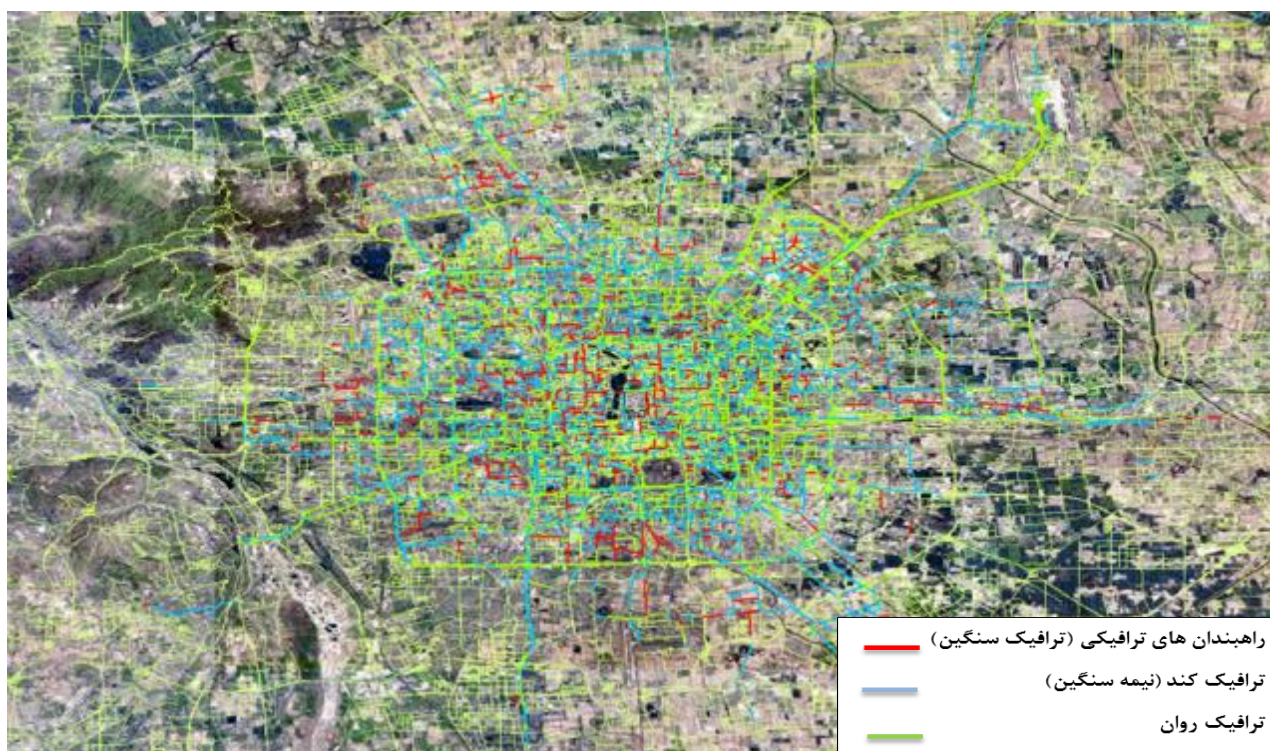 راهبندان های ترافیکی (ترافیک سنگین)
ترافیک کند (نیمه سنگین)
ترافیک روان